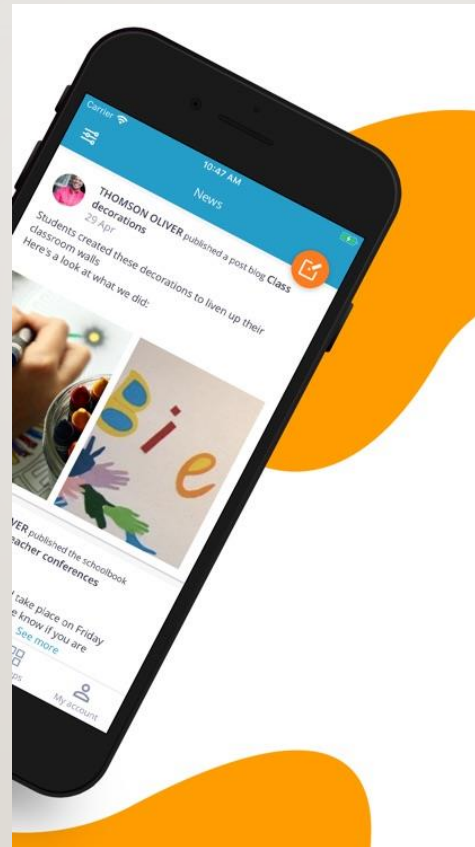 Carrier
10:47 AM
News
THOMSON OLIVER published a post blog Class
decorations
29 Apr
Students created these decorations to liven up their
classroom walls
Here's a look at what we did:
Bie
published the schoolbook
conferences
take place on Friday
know if you are
See more
My account